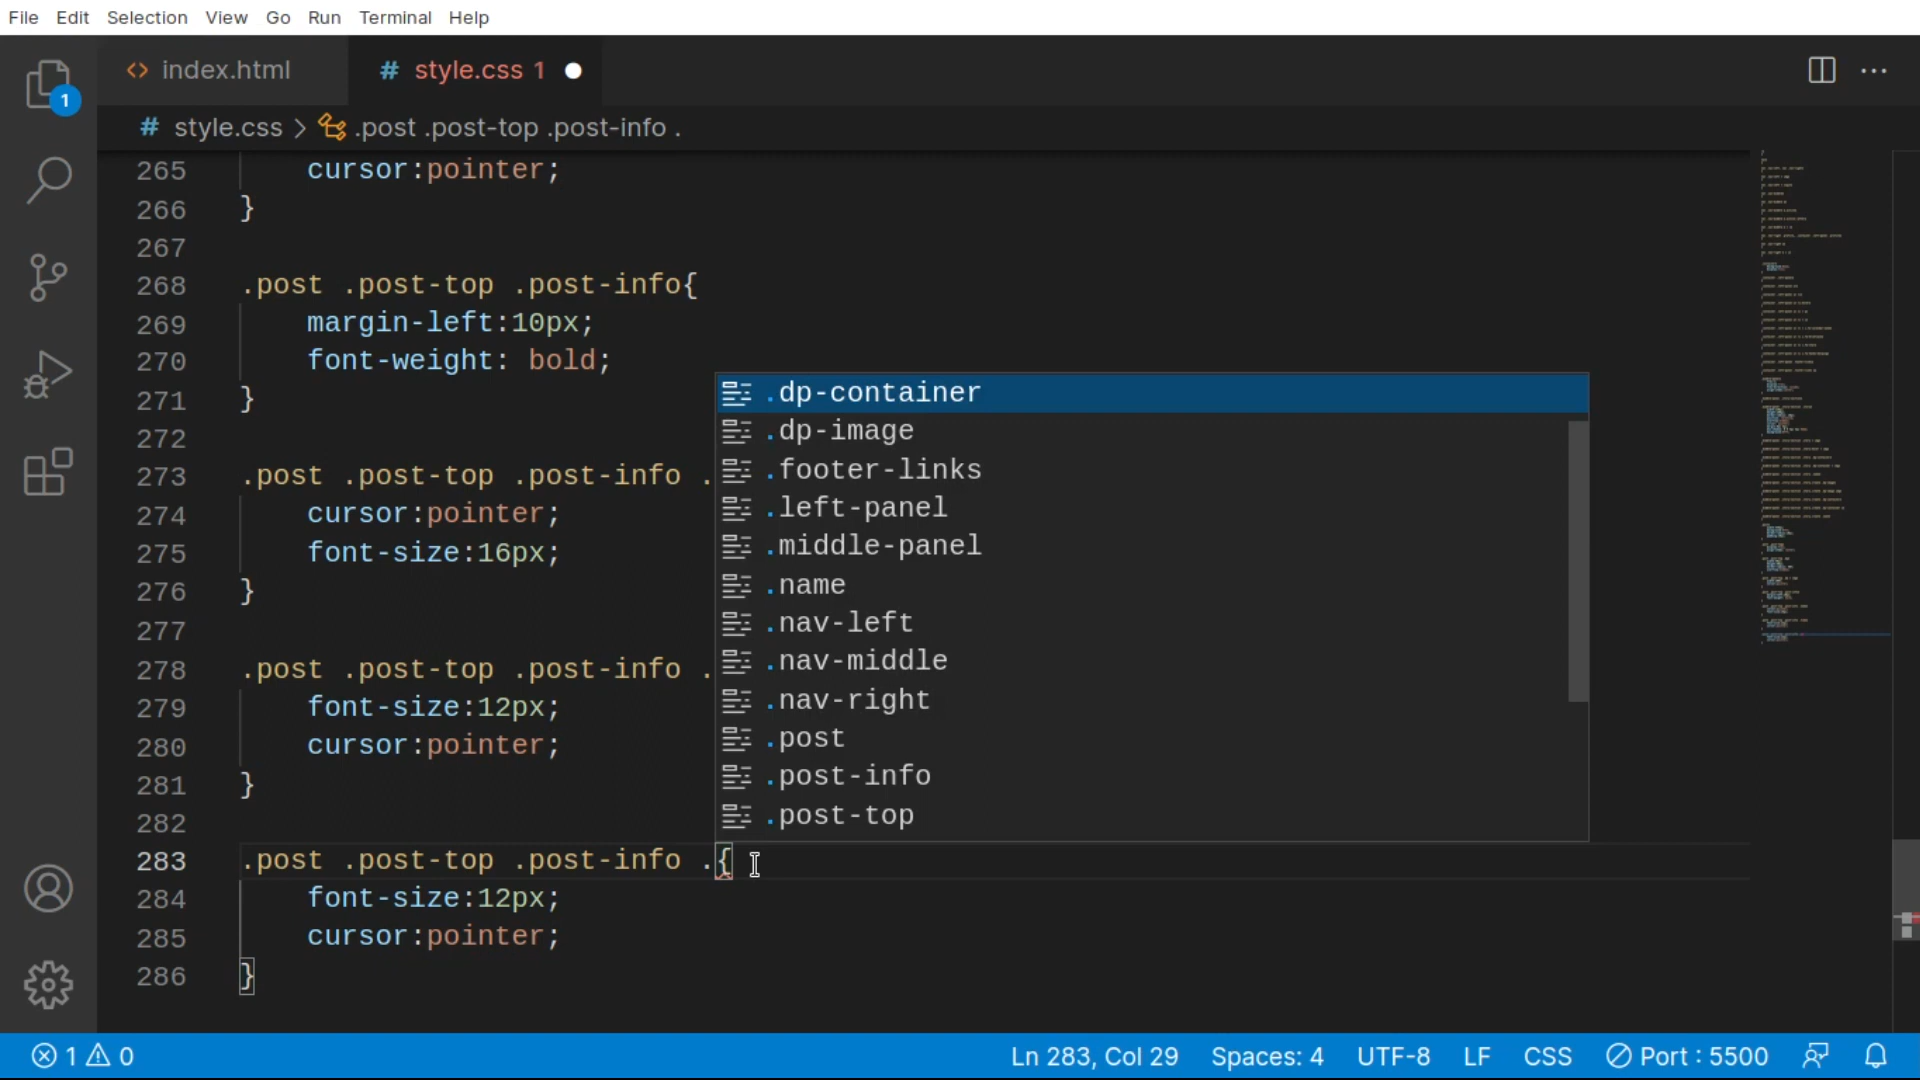 File Edit Selection View Go Run Terminal Help
<> index.html # style.css 1
# style.css > .post .post-top .post-info .
1
265 cursor:pointer;
266 }
267
268 .post .post-top .post-info{
269 margin-left:10px;
270 font-weight: bold;
271 }
272
273 .post .post-top .post-info .
274 cursor:pointer;
275 font-size:16px;
276 }
277
278 .post .post-top .post-info .
279 font-size:12px;
280 cursor:pointer;
281 }
282
283 .post .post-top .post-info .{
284 font-size:12px;
285 cursor:pointer;
286 }
.dp-container
.dp-image
.footer-links
.left-panel
.middle-panel
.name
.nav-left
.nav-middle
.nav-right
.post
.post-info
.post-top
1 0 Ln 283, Col 29 Spaces: 4 UTF-8 LF CSS Port : 5500